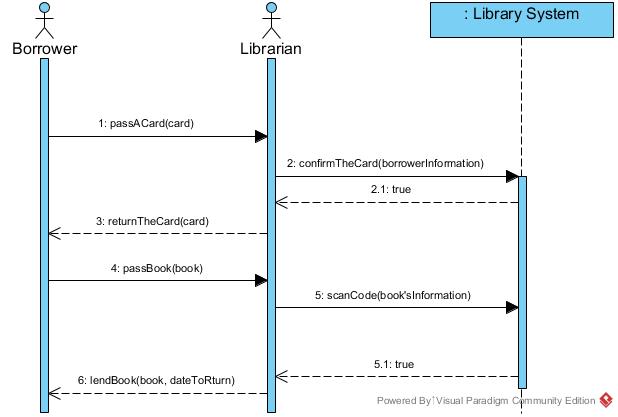 : Library System
Borrower
Librarian
1: passACard(card)
2: confirmTheCard(borrowerInformation)
2.1: true
3: returnTheCard(card)
4: passBook(book)
5: scanCode(book'sInformation)
5.1: true
6: lendBook(book, dateToRturn)
Powered By Visual Paradigm Community Edition